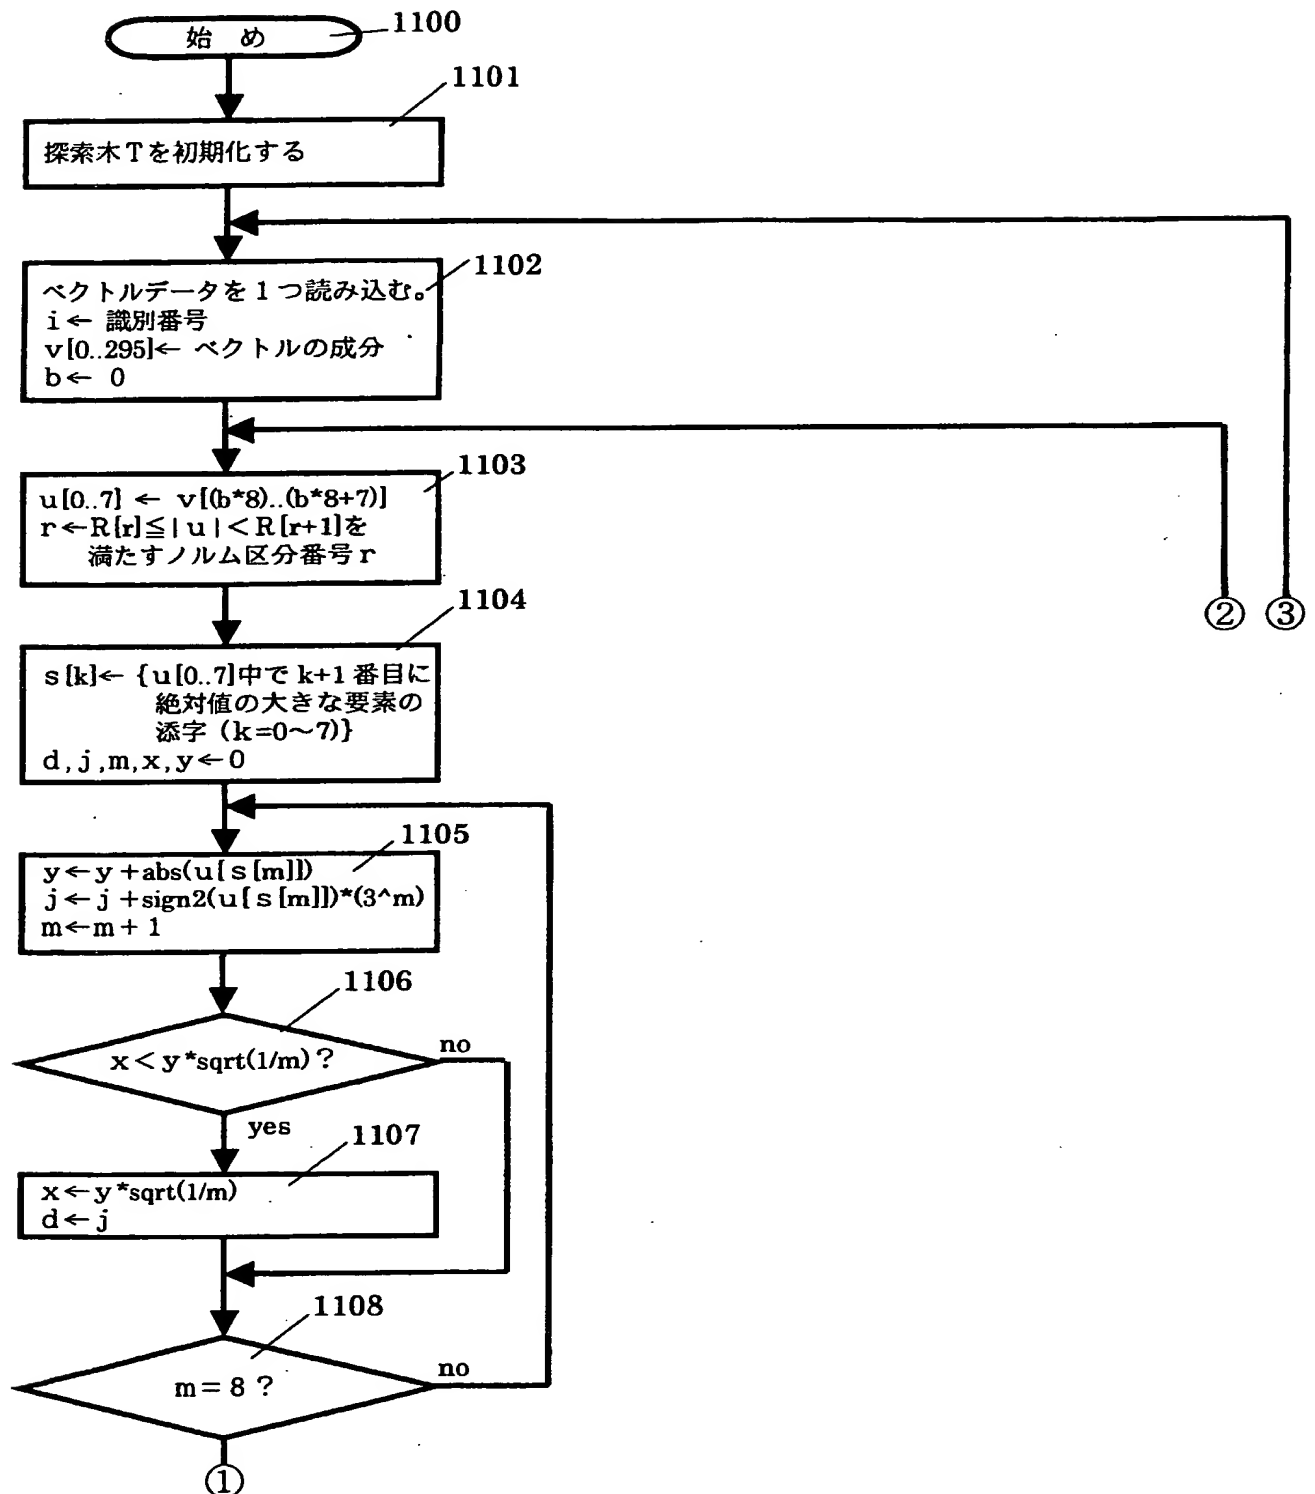 始 め
1100
1101
探索木Tを初期化する
1102
ベクトルデータを1つ読み込む。
i← 識別番号
v[0..295]← ベクトルの成分
b← 0
1103
u[0..7] ← v[(b*8)..(b*8+7)]
r←R[r]≦|u|<R[r+1]を
満たすノルム区分番号r
②
③
1104
s[k]← {u[0..7]中でk+1番目に
絶対値の大きな要素の
添字(k=0~7)}
d,j,m,x,y←0
1105
y←y+abs(u[s[m]])
j←j+sign2(u[s[m]])*(3^m)
m←m+1
1106
x<y*sqrt(1/m)?
no
yes
1107
x←y*sqrt(1/m)
d←j
1108
m=8?
no
①